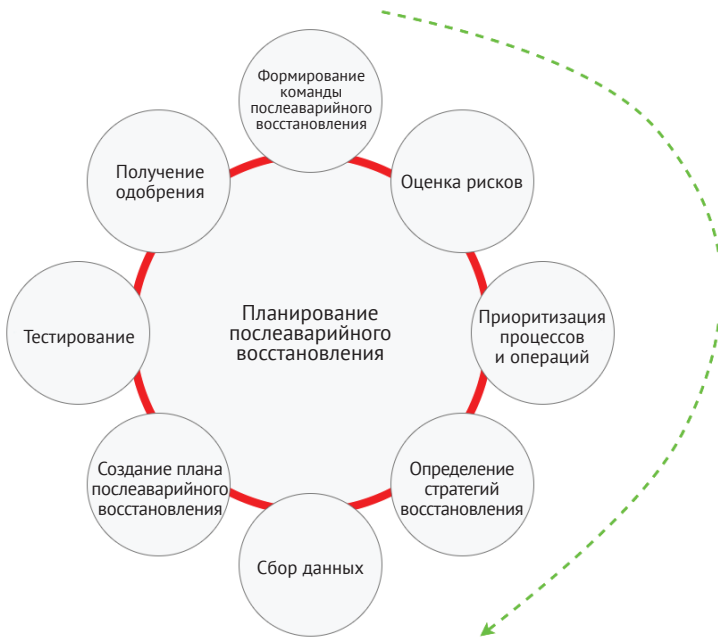 Формирование
команды
послеаварийного
восстановления
Оценка рисков
Приоритизация
процессов
и операций
Определение
стратегий
восстановления
Сбор данных
Создание плана
послеаварийного
восстановления
Тестирование
Получение
одобрения
Планирование
послеаварийного
восстановления